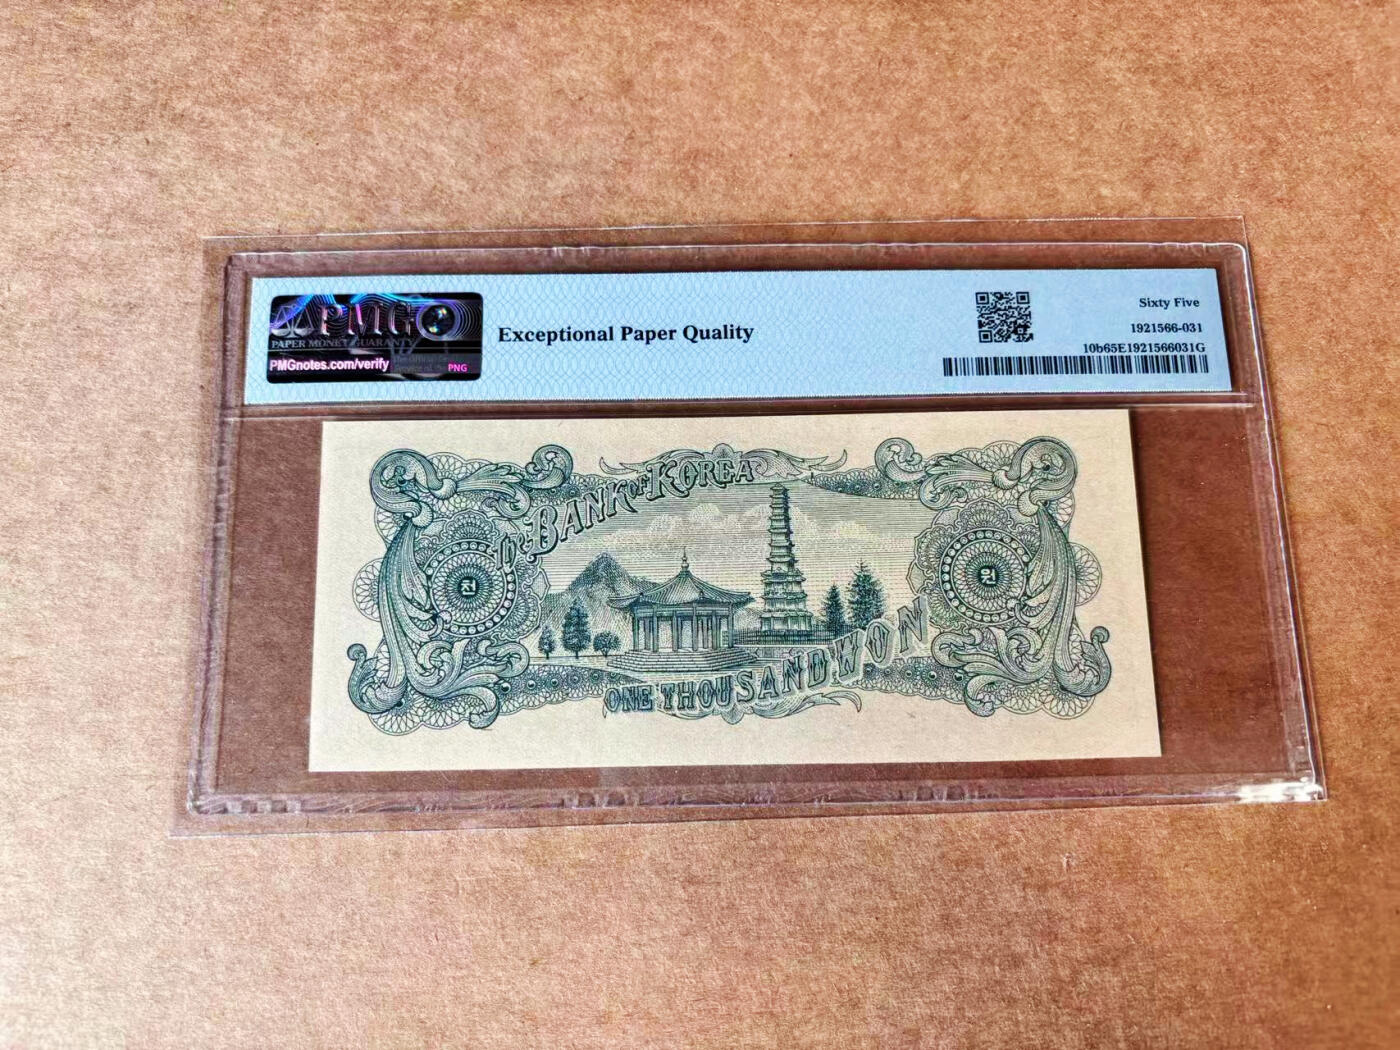 PMG
PAPER MONEY GUARANTY
PMGnotes.com/verify
PNG
Exceptional Paper Quality
Sixty Five
1921566-031
10b65E1921566031G
BANK OF KOREA
천
원
ONE THOUSAND WON